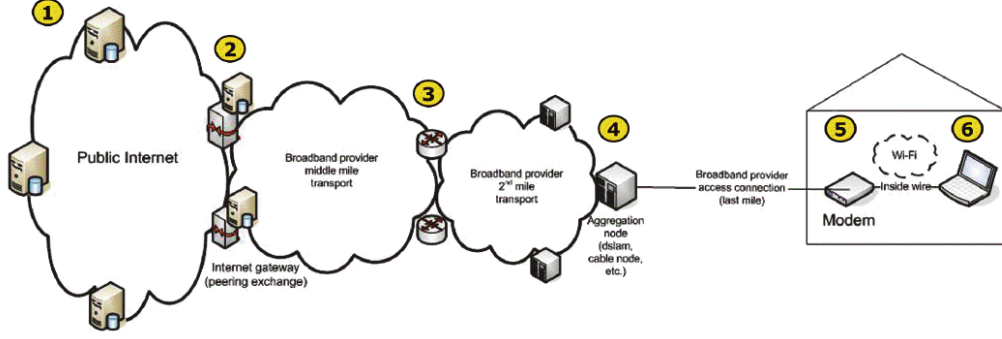 1
2
3
4
5
6
Public Internet
Internet gateway
(peering exchange)
Broadband provider
middle mile
transport
Broadband provider
2nd mile
transport
Aggregation
node
(dslam,
cable node,
etc.)
Broadband provider
access connection
(last mile)
Modem
Wi-Fi
Inside wire